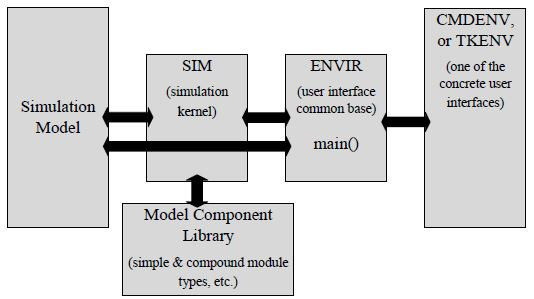 Simulation
Model
SIM
(simulation
kernel)
ENVIR
(user interface
common base)
main()
CMDENV,
or TKENV
(one of the
concrete user
interfaces)
Model Component
Library
(simple & compound module
types, etc.)